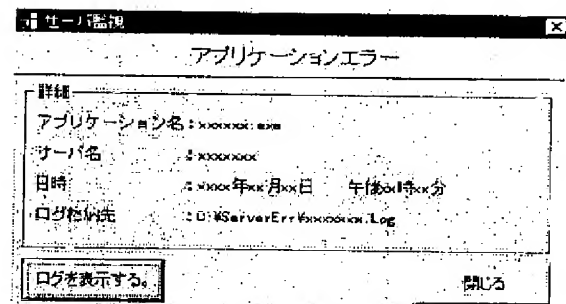 サーバ監視
アプリケーションエラー
詳細
アプリケーション名：xxxxxx.exe
サーバ名 ：xxxxxxx
日時 ：xxxx年xx月xx日 午後xx時xx分
ログ格納先 ：D:¥ServerErr¥xxxxxxxx.Log
ログを表示する。
閉じる